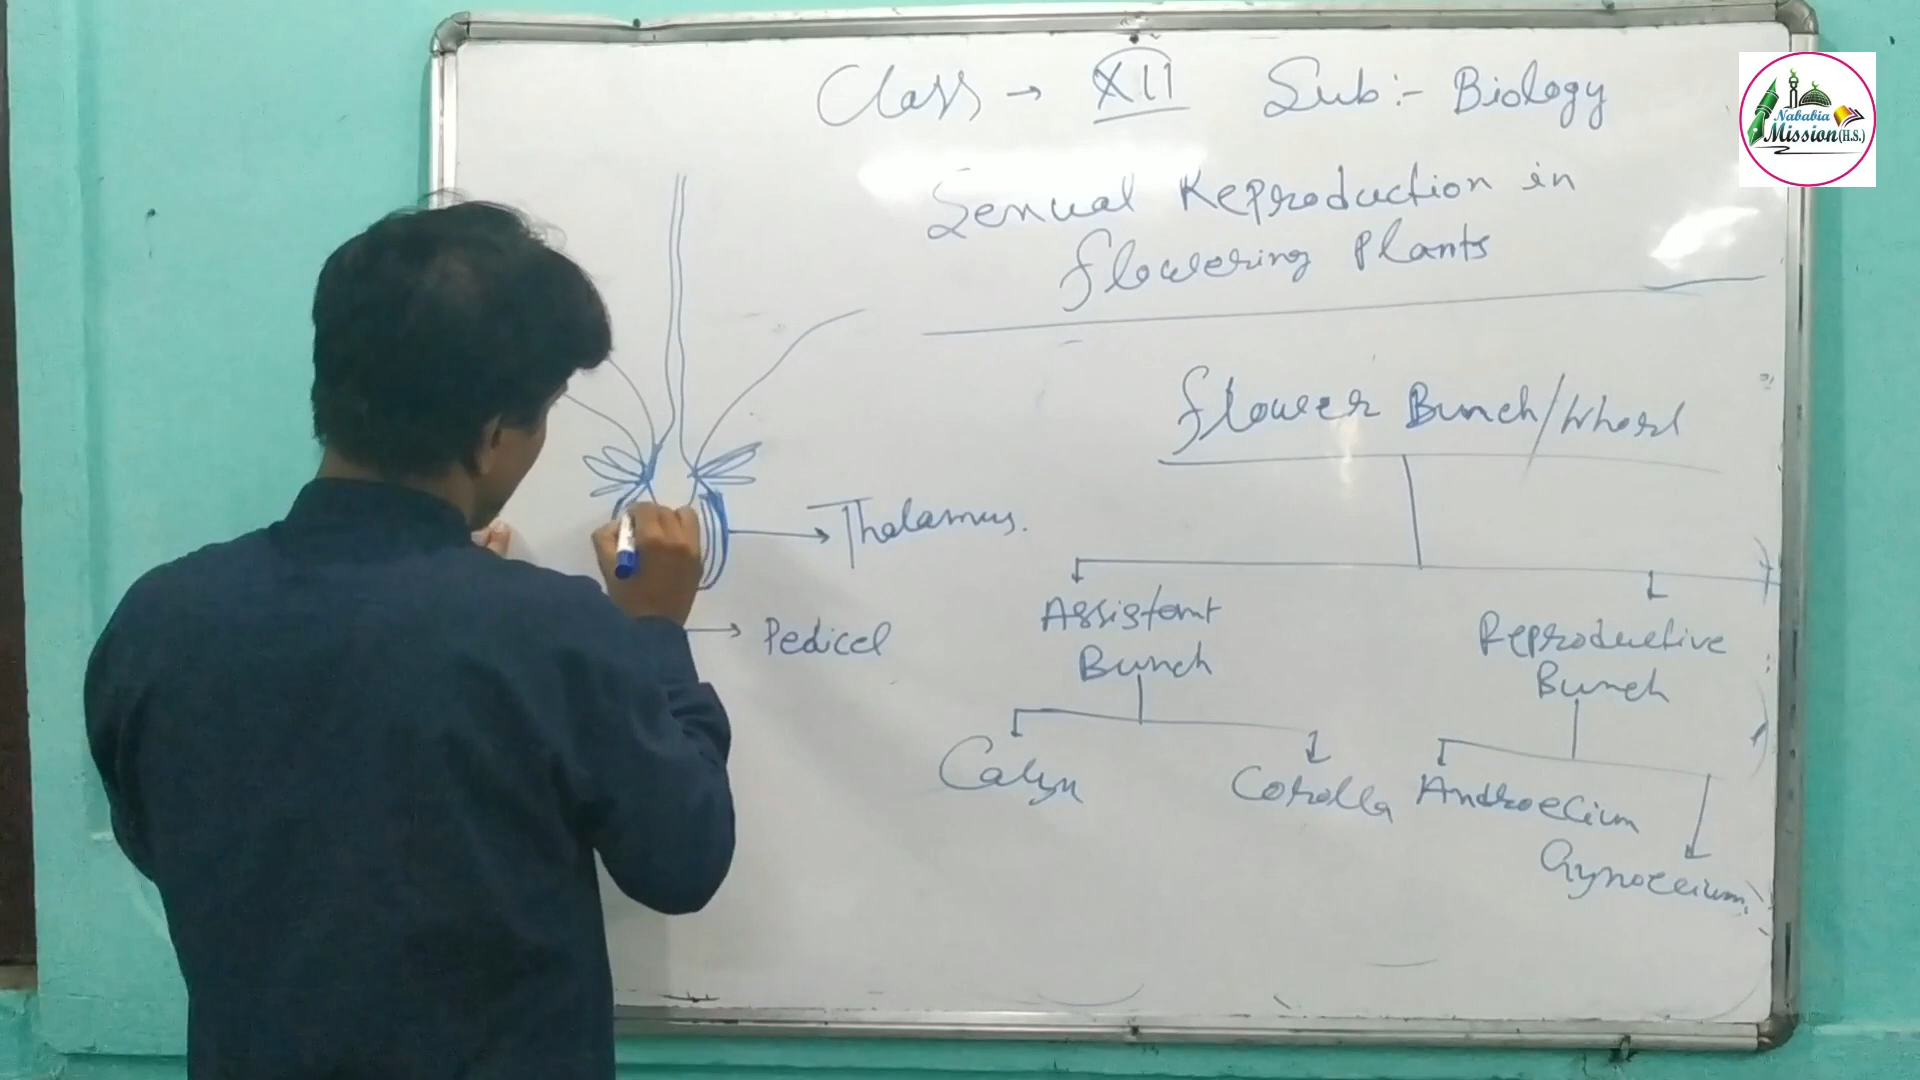 Class → XII Sub:- Biology
Sexual Reproduction in
flowering Plants
Flower Bunch/Whorl
Assistant
Bunch
Reproductive
Bunch
Calyx
Corolla
Androecium
Gynoecium
Thalamus.
Pedicel
Nababia
Mission (H.S.)